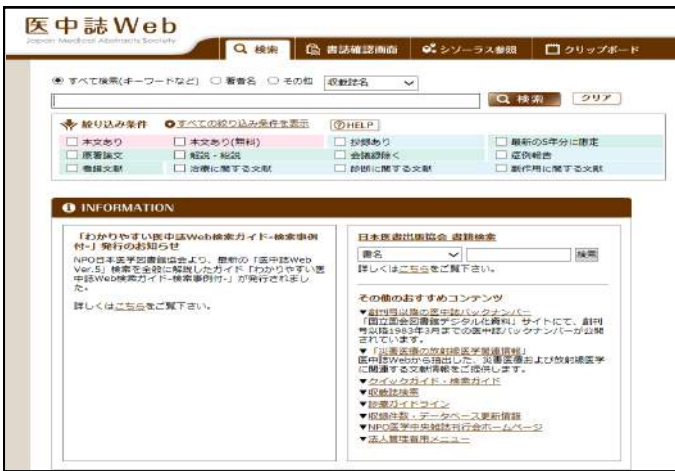 医中誌Web
Japan Medical Abstracts Society
検索
書誌確認画面
シソーラス参照
クリップボード
すべて検索(キーワードなど) 著者名 その他 収載誌名
検索 クリア
絞り込み条件 すべての絞り込み条件を表示 HELP
本文あり 本文あり(無料) 抄録あり 最新の5年分に限定
原著論文 解説・総説 会議録除く 症例報告
看護文献 治療に関する文献 診断に関する文献 副作用に関する文献
INFORMATION
「わかりやすい医中誌Web検索ガイド-検索事例
付-」発行のお知らせ
NPO日本医学図書館協会より、最新の「医中誌Web
Ver.5」検索を全般に解説したガイド「わかりやすい医
中誌Web検索ガイド-検索事例付-」が発行されまし
た。
詳しくはこちらをご覧下さい。
日本医書出版協会 書籍検索
書名 検索
詳しくはこちらをご覧下さい。
その他のおすすめコンテンツ
▼創刊号以降の医中誌バックナンバー
「国立国会図書館デジタル化資料」サイトにて、創刊
号以降1983年3月までの医中誌バックナンバーが公開
されています。
▼「災害医療の放射線医学関連情報」
医中誌Webから抽出した、災害医療および放射線医学
に関連する文献情報をご提供します。
▼クイックガイド・検索ガイド
▼収載誌検索
▼診療ガイドライン
▼収録件数・データベース更新情報
▼NPO医学中央雑誌刊行会ホームページ
▼法人管理者用メニュー